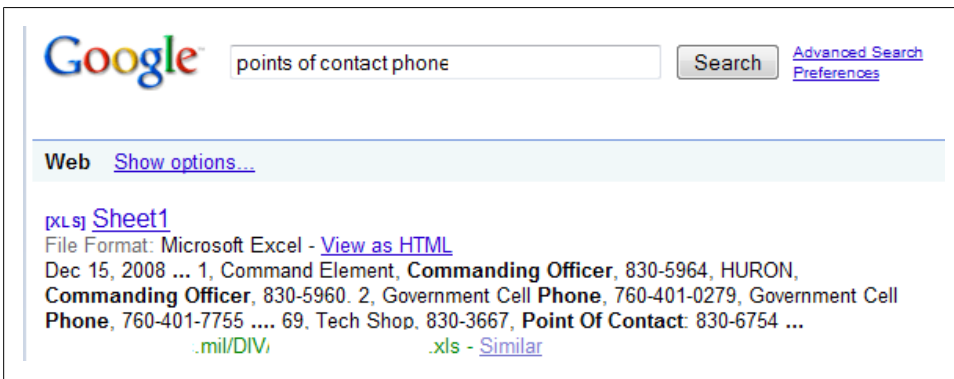 Google™ points of contact phone Search Advanced Search
Preferences
Web Show options...
[XLS] Sheet1
File Format: Microsoft Excel - View as HTML
Dec 15, 2008 ... 1, Command Element, Commanding Officer, 830-5964, HURON,
Commanding Officer, 830-5960. 2, Government Cell Phone, 760-401-0279, Government Cell
Phone, 760-401-7755 .... 69, Tech Shop, 830-3667, Point Of Contact: 830-6754 ...
.mil/DIV/ .xls - Similar